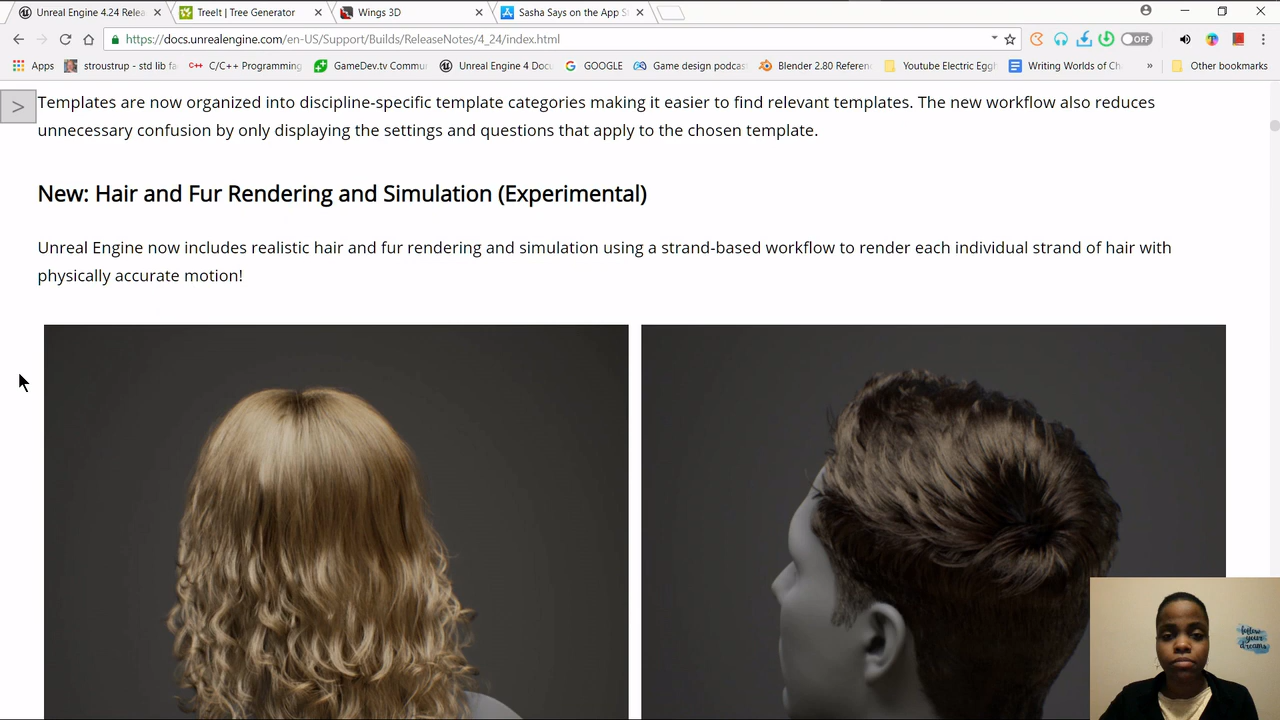 Unreal Engine 4.24 Relea
TreeIt | Tree Generator
Wings 3D
Sasha Says on the App S
https://docs.unrealengine.com/en-US/Support/Builds/ReleaseNotes/4_24/index.html
OFF
Apps
stroustrup - std lib fa
C++
C/C++ Programming
GameDev.tv Commu
Unreal Engine 4 Doc
GOOGLE
Game design podcas
Blender 2.80 Referen
Youtube Electric Eggh
Writing Worlds of Ch
»
Other bookmarks
>
Templates are now organized into discipline-specific template categories making it easier to find relevant templates. The new workflow also reduces
unnecessary confusion by only displaying the settings and questions that apply to the chosen template.
New: Hair and Fur Rendering and Simulation (Experimental)
Unreal Engine now includes realistic hair and fur rendering and simulation using a strand-based workflow to render each individual strand of hair with
physically accurate motion!
follow
your
dreams